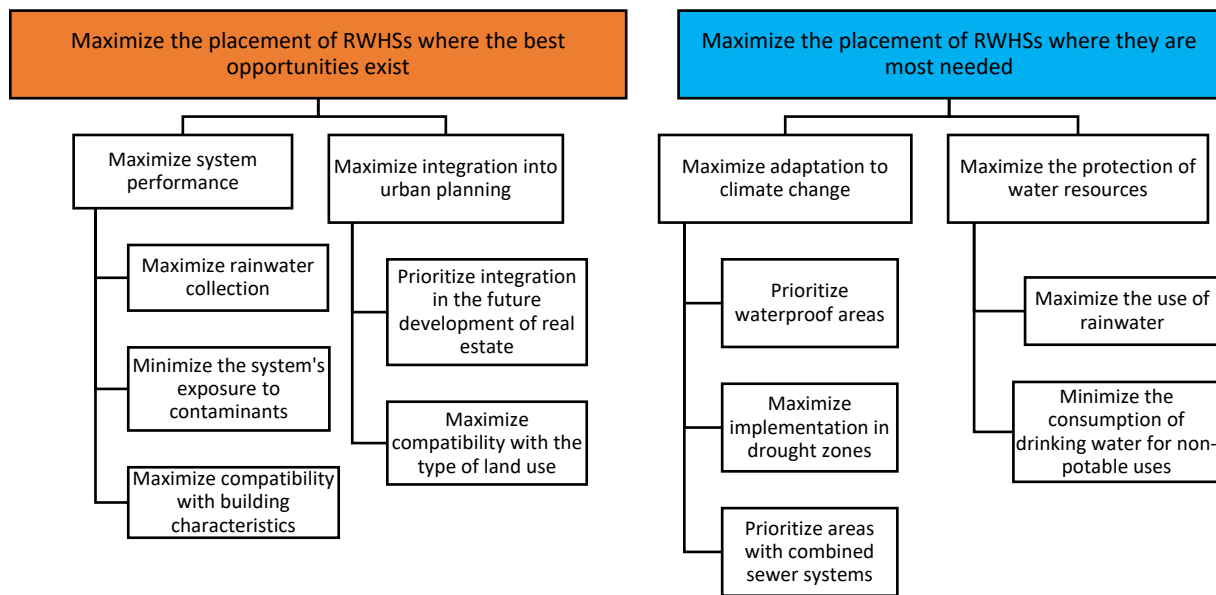 Maximize the placement of RWHSs where the best
opportunities exist
Maximize system
performance
Maximize rainwater
collection
Minimize the system's
exposure to
contaminants
Maximize compatibility
with building
characteristics
Maximize integration into
urban planning
Prioritize integration
in the future
development of real
estate
Maximize
compatibility with the
type of land use
Maximize the placement of RWHSs where they are
most needed
Maximize adaptation to
climate change
Prioritize
waterproof areas
Maximize
implementation in
drought zones
Prioritize areas
with combined
sewer systems
Maximize the protection of
water resources
Maximize the use of
rainwater
Minimize the
consumption of
drinking water for non-
potable uses